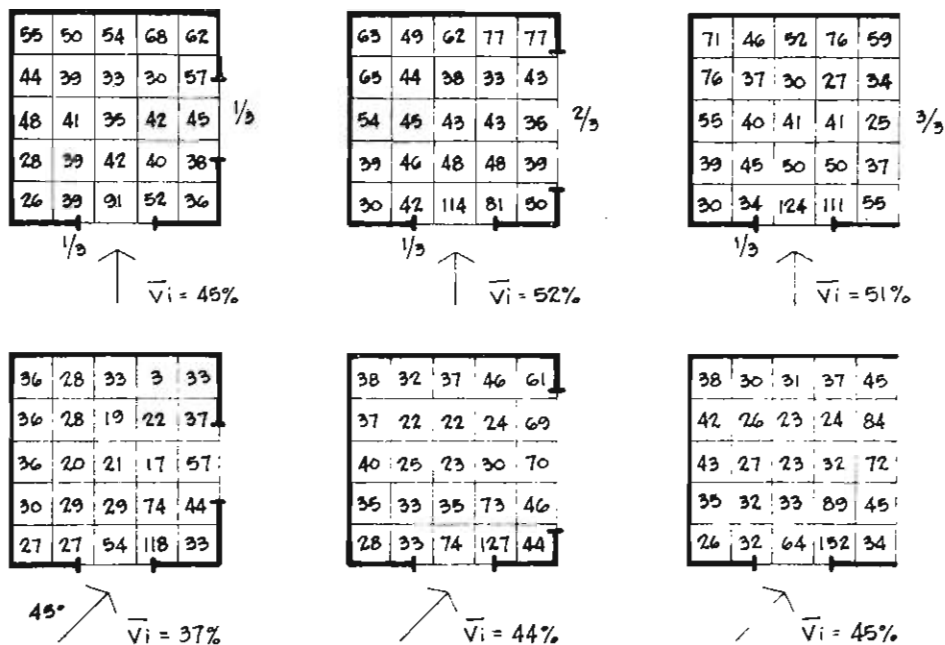 55 50 54 68 62
44 39 33 30 57
48 41 35 42 45
28 39 42 40 38
26 39 91 52 36
1/3
1/3
V̅i = 45%
63 49 62 77 77
65 44 38 33 43
54 45 43 43 36
39 46 48 48 39
30 42 114 81 50
2/3
1/3
V̅i = 52%
71 46 52 76 59
76 37 30 27 34
55 40 41 41 25
39 45 50 50 37
30 34 124 111 55
3/3
1/3
V̅i = 51%
36 28 33 3 33
36 28 19 22 37
36 20 21 17 57
30 29 29 74 44
27 27 54 118 33
45°
V̅i = 37%
38 32 37 46 61
37 22 22 24 69
40 25 23 30 70
35 33 35 73 46
28 33 74 127 44
V̅i = 44%
38 30 31 37 45
42 26 23 24 84
43 27 23 32 72
35 32 33 89 45
26 32 64 152 34
V̅i = 45%